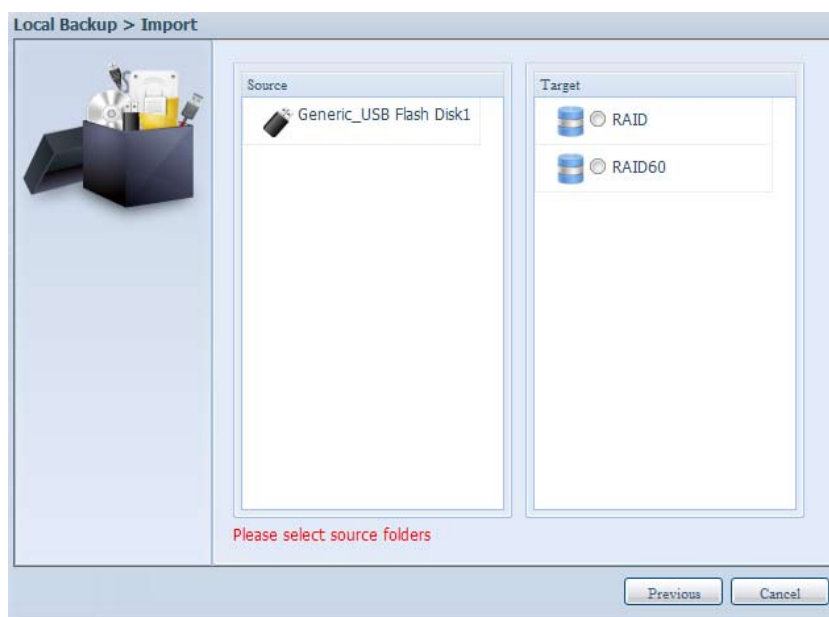 Local Backup > Import
Source
Generic_USB Flash Disk1
Target
RAID
RAID60
Please select source folders
Previous
Cancel